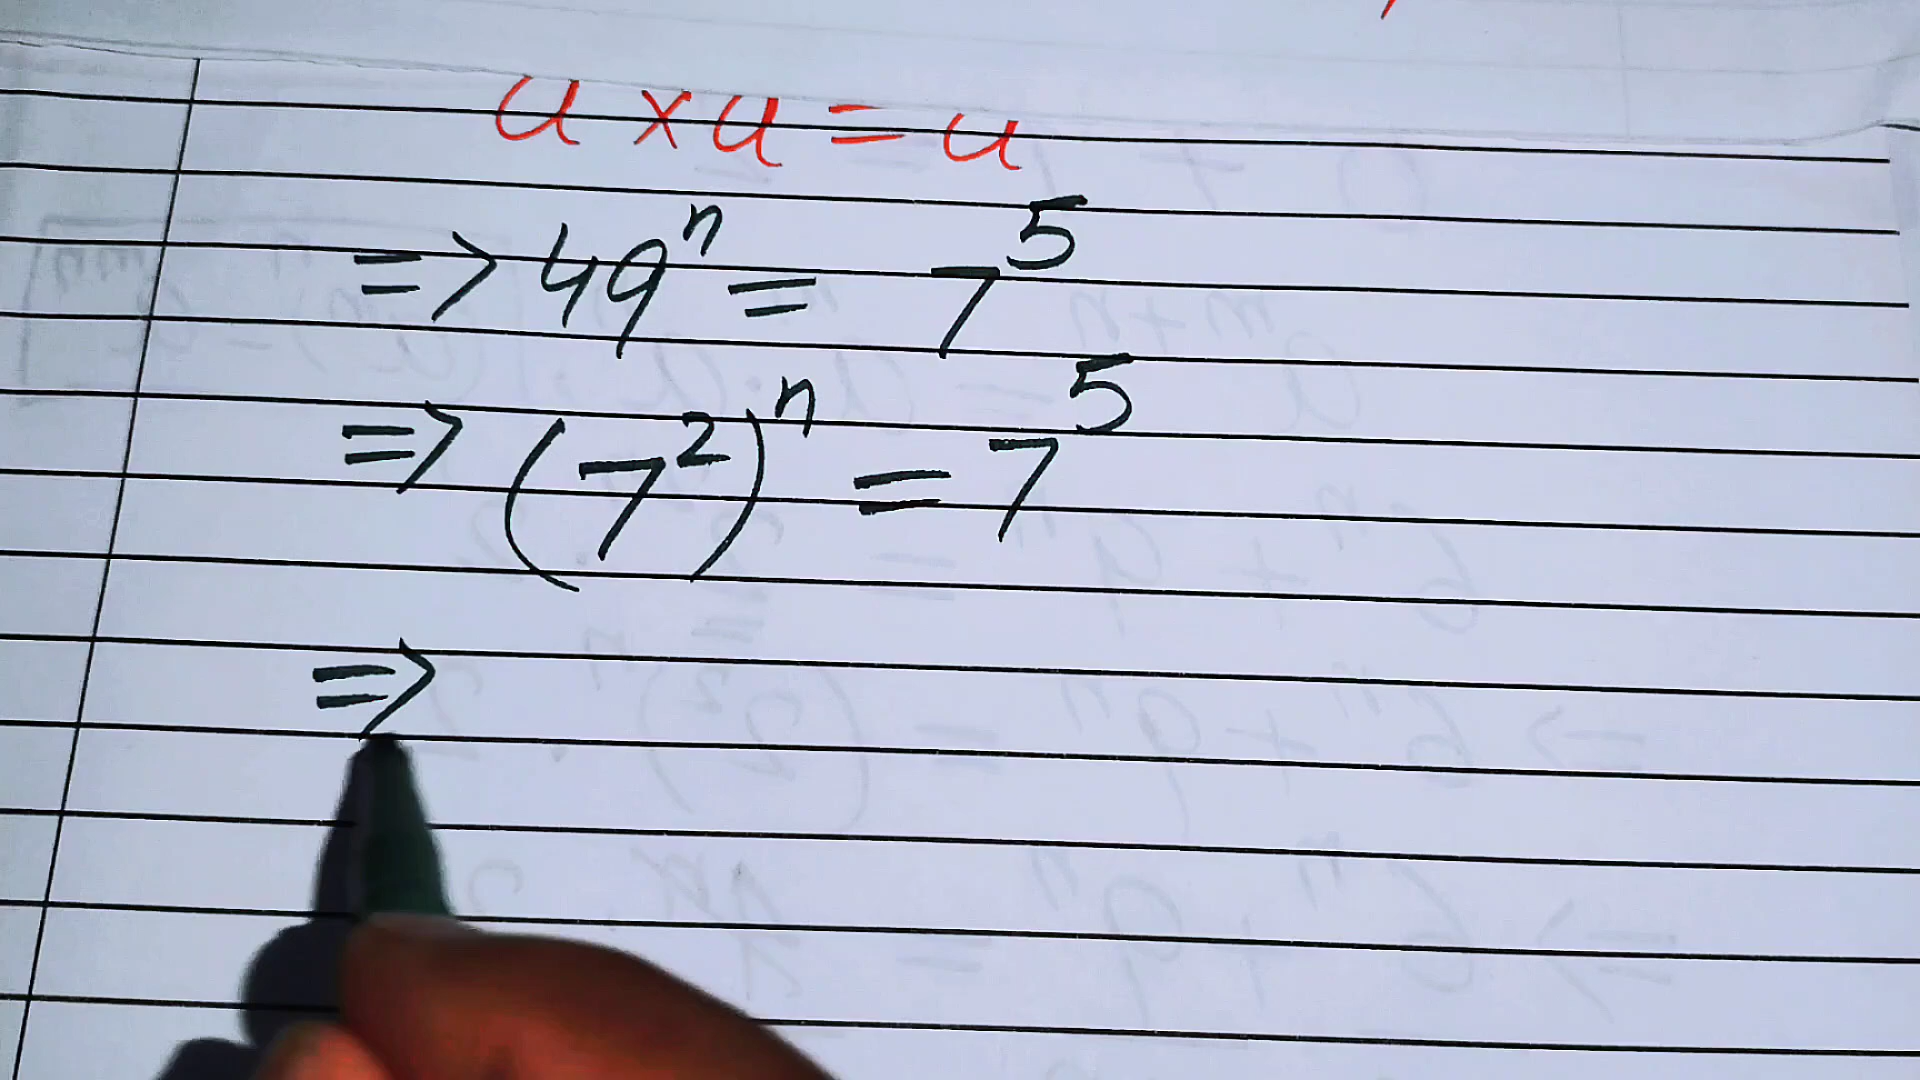 a × a = a
=> 49ⁿ = 7⁵
=> (7²)ⁿ = 7⁵
=>